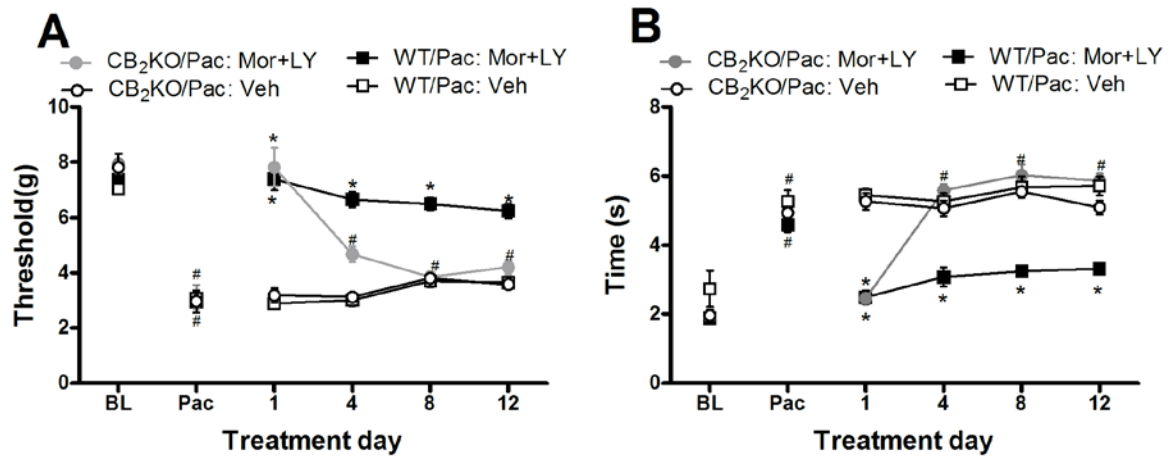 A
CB₂KO/Pac: Mor+LY
WT/Pac: Mor+LY
CB₂KO/Pac: Veh
WT/Pac: Veh
10
8
6
4
2
0
Threshold(g)
*
*
*
*
*
#
#
#
#
#
BL
Pac
1
4
8
12
Treatment day
B
CB₂KO/Pac: Mor+LY
WT/Pac: Mor+LY
CB₂KO/Pac: Veh
WT/Pac: Veh
8
6
4
2
0
Time (s)
#
#
#
#
#
*
*
*
*
*
BL
Pac
1
4
8
12
Treatment day